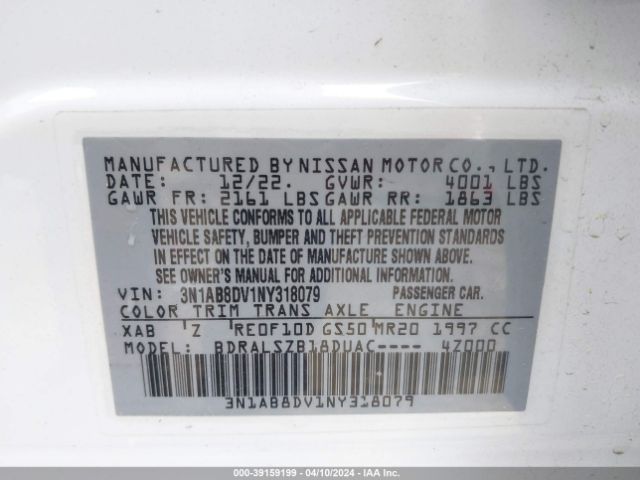 MANUFACTURED BY NISSAN MOTOR CO., LTD.
DATE: 12/22. GVWR: 4001 LBS
GAWR FR: 2161 LBS GAWR RR: 1863 LBS
THIS VEHICLE CONFORMS TO ALL APPLICABLE FEDERAL MOTOR
VEHICLE SAFETY, BUMPER AND THEFT PREVENTION STANDARDS
IN EFFECT ON THE DATE OF MANUFACTURE SHOWN ABOVE.
SEE OWNER'S MANUAL FOR ADDITIONAL INFORMATION.
VIN: 3N1AB8DV1NY318079 PASSENGER CAR.
COLOR TRIM TRANS AXLE ENGINE
XAB Z RE0F10D GS50 MR20 1997 CC
MODEL: BDRALSZB18DUAC---- 4Z000
3N1AB8DV1NY318079
000-39159199 - 04/10/2024 - IAA Inc.